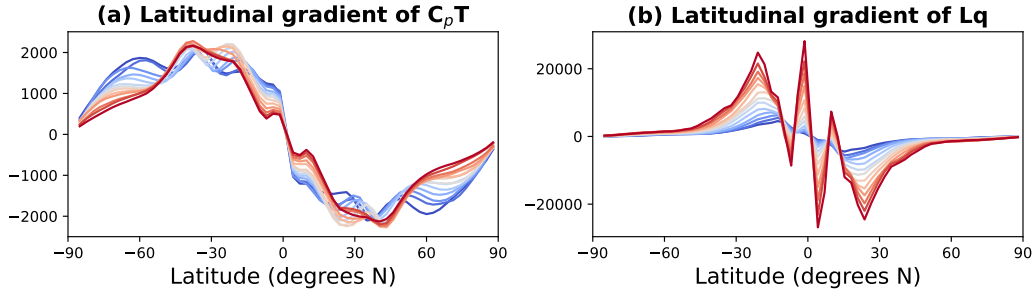 (a) Latitudinal gradient of CₚT
2000
1000
0
−1000
−2000
−90 −60 −30 0 30 60 90
Latitude (degrees N)
(b) Latitudinal gradient of Lq
20000
0
−20000
−90 −60 −30 0 30 60 90
Latitude (degrees N)